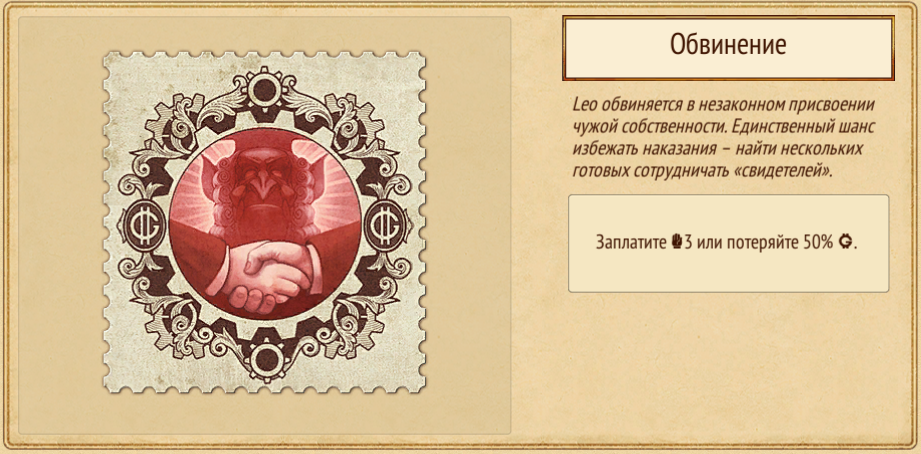 Обвинение
Leo обвиняется в незаконном присвоении
чужой собственности. Единственный шанс
избежать наказания – найти нескольких
готовых сотрудничать «свидетелей».
Заплатите 3 или потеряйте 50% .